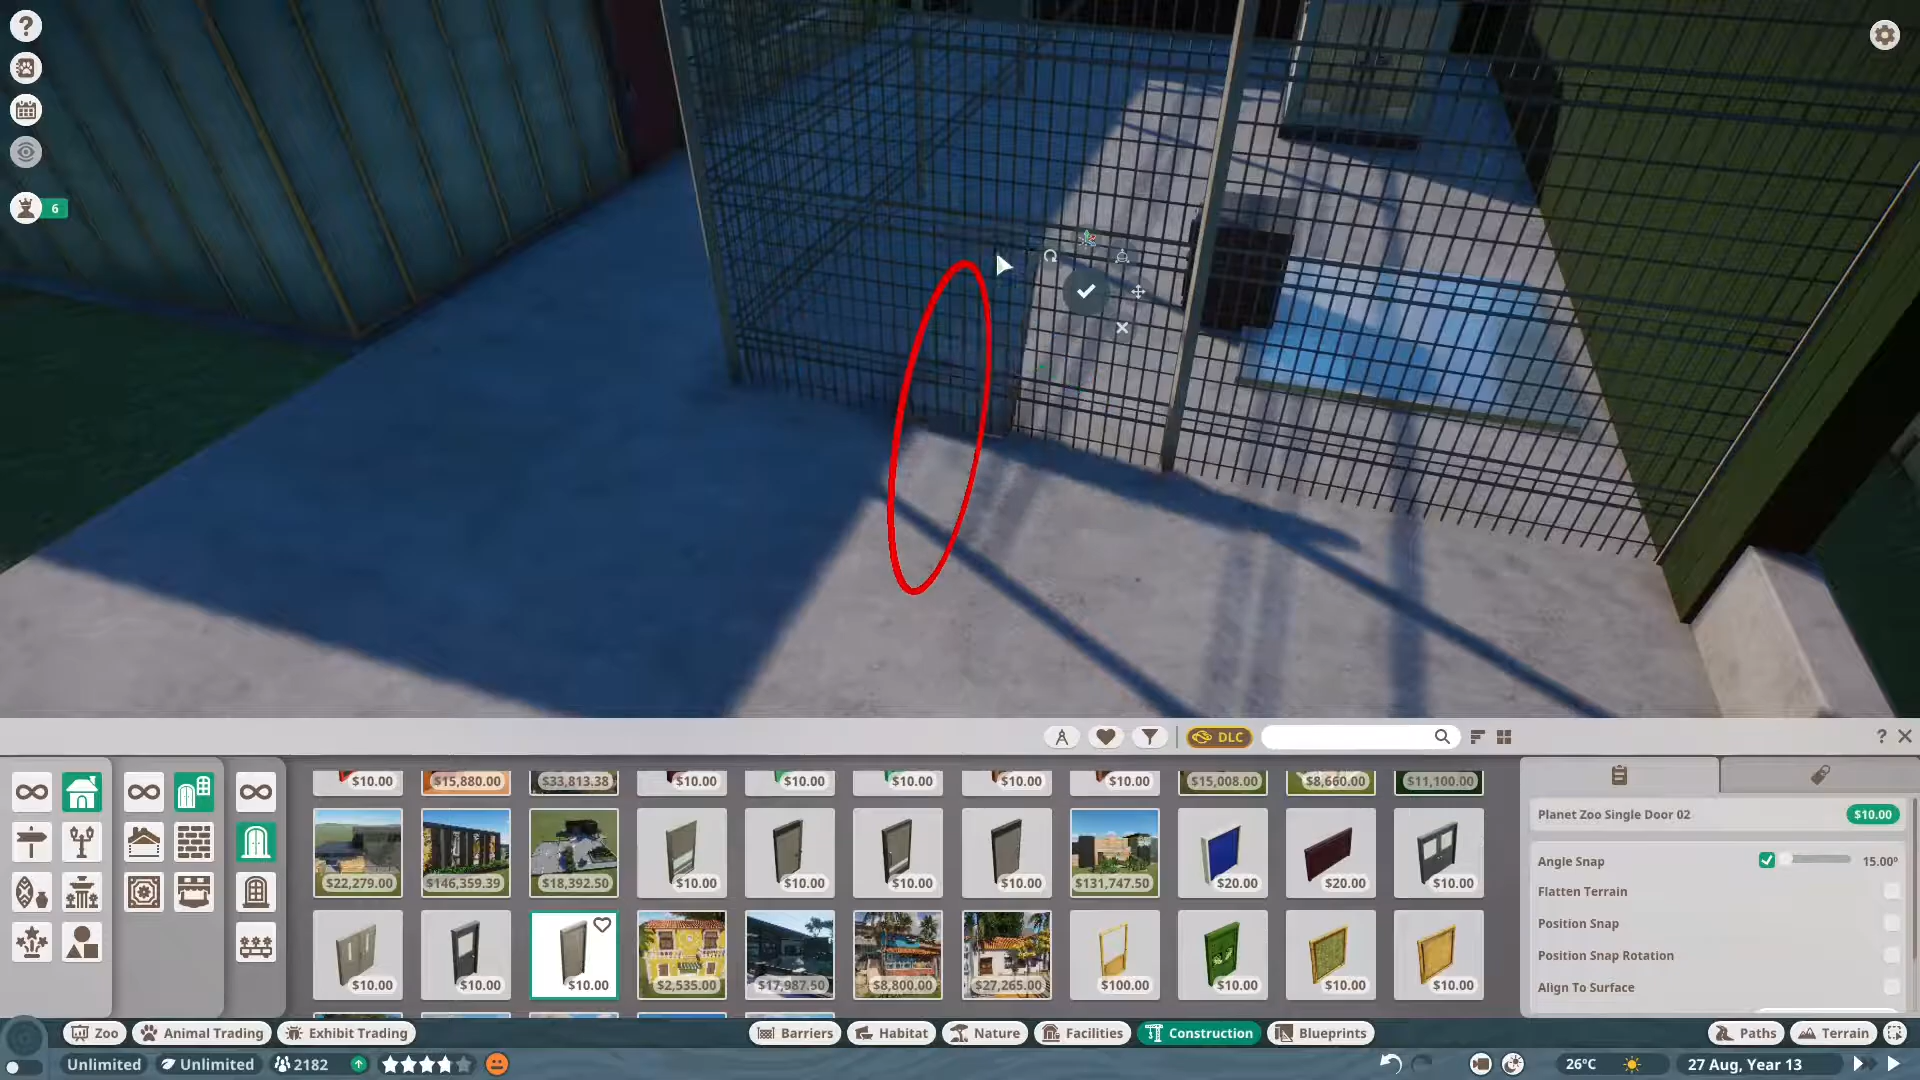 ?
6
DLC
?
$10.00 $15,880.00 $33,813.38 $10.00 $10.00 $10.00 $10.00 $10.00 $15,008.00 $8,660.00 $11,100.00
$22,279.00 $146,359.39 $18,392.50 $10.00 $10.00 $10.00 $10.00 $131,747.50 $20.00 $20.00 $10.00
$10.00 $10.00 $10.00 $2,535.00 $17,987.50 $8,800.00 $27,265.00 $100.00 $10.00 $10.00 $10.00
Planet Zoo Single Door 02 $10.00
Angle Snap 15.00º
Flatten Terrain
Position Snap
Position Snap Rotation
Align To Surface
Zoo Animal Trading Exhibit Trading Barriers Habitat Nature Facilities Construction Blueprints Paths Terrain
Unlimited Unlimited 2182 26°C 27 Aug, Year 13